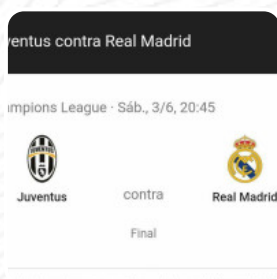 ventus contra Real Madrid
mpions League · Sáb., 3/6, 20:45
Juventus contra Real Madrid
Final